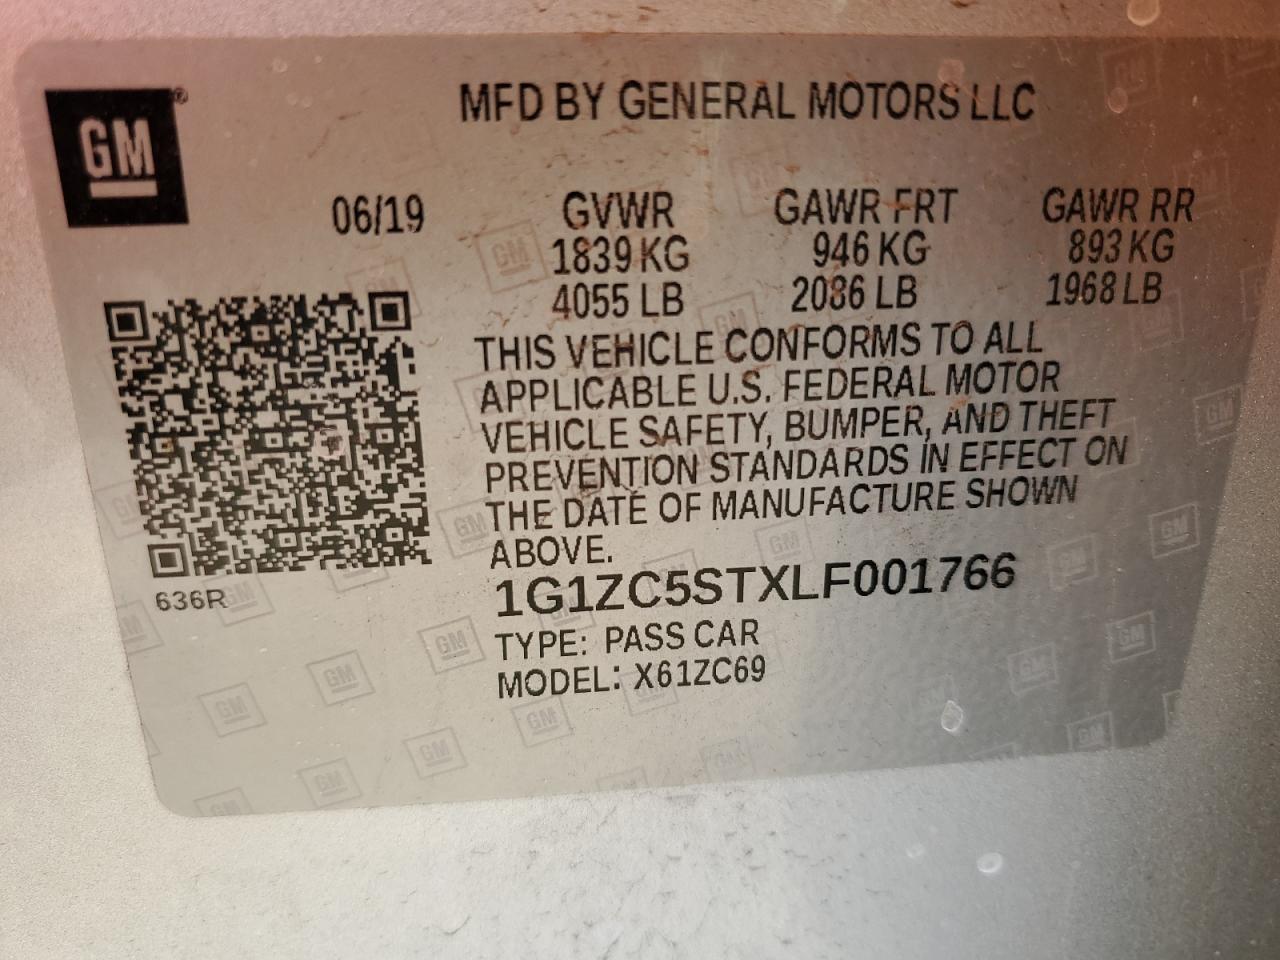 GM
MFD BY GENERAL MOTORS LLC
06/19 GVWR GAWR FRT GAWR RR
1839 KG 946 KG 893 KG
4055 LB 2086 LB 1968 LB
THIS VEHICLE CONFORMS TO ALL
APPLICABLE U.S. FEDERAL MOTOR
VEHICLE SAFETY, BUMPER, AND THEFT
PREVENTION STANDARDS IN EFFECT ON
THE DATE OF MANUFACTURE SHOWN
ABOVE.
636R
1G1ZC5STXLF001766
TYPE: PASS CAR
MODEL: X61ZC69